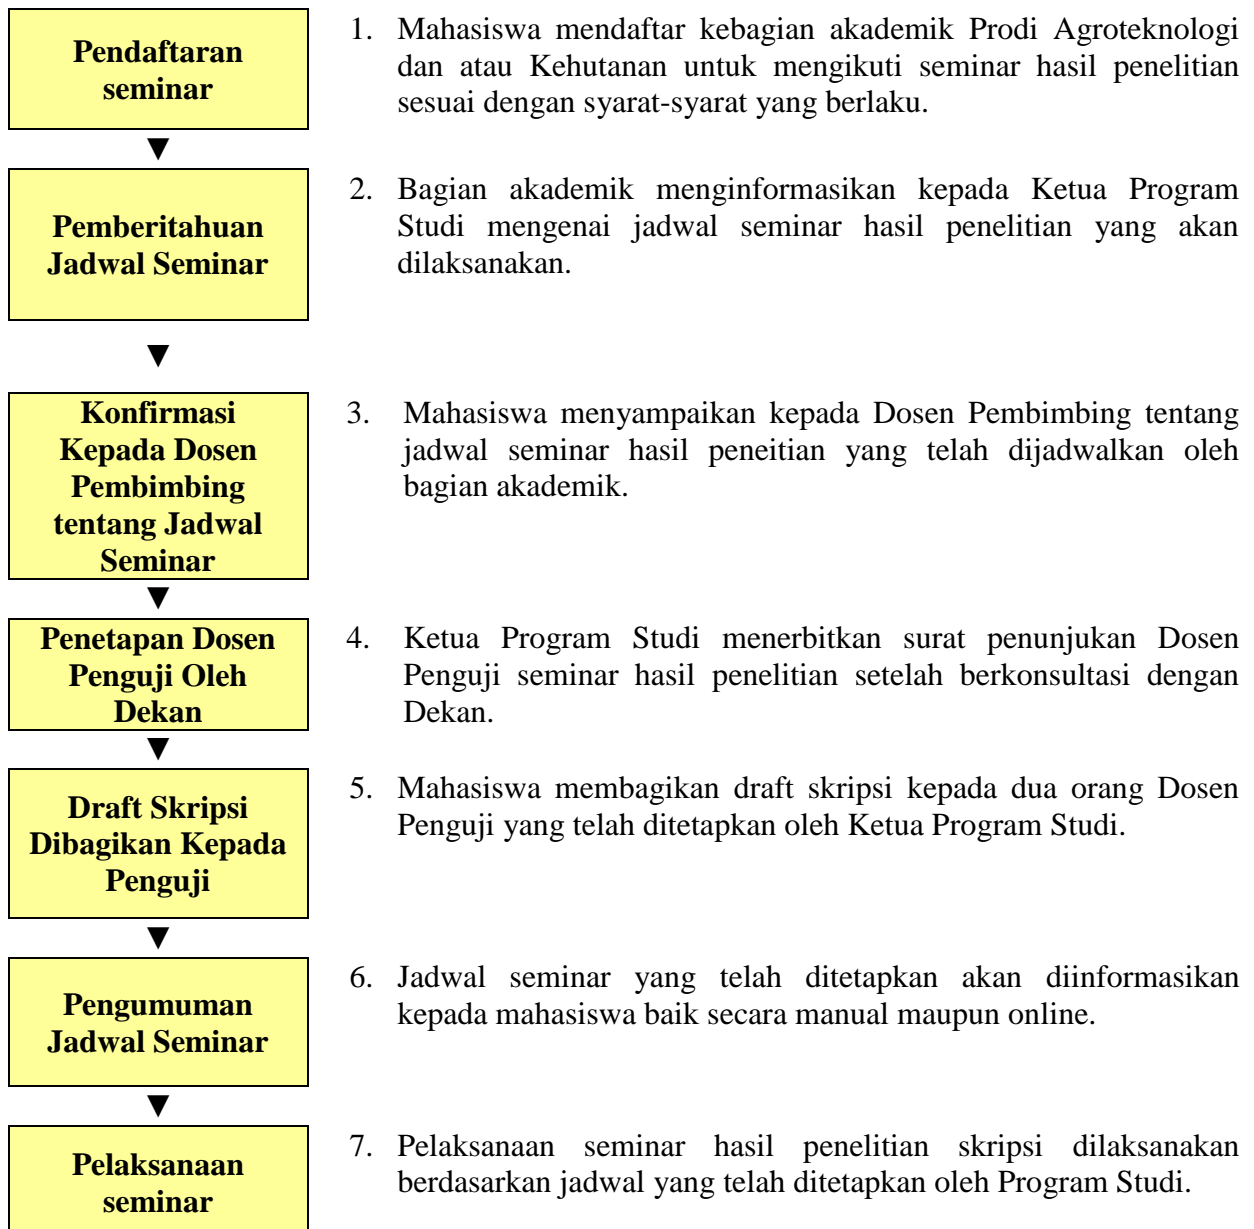 Pendaftaran
seminar
1. Mahasiswa mendaftar kebagian akademik Prodi Agroteknologi
dan atau Kehutanan untuk mengikuti seminar hasil penelitian
sesuai dengan syarat-syarat yang berlaku.
▼
Pemberitahuan
Jadwal Seminar
2. Bagian akademik menginformasikan kepada Ketua Program
Studi mengenai jadwal seminar hasil penelitian yang akan
dilaksanakan.
▼
Konfirmasi
Kepada Dosen
Pembimbing
tentang Jadwal
Seminar
3. Mahasiswa menyampaikan kepada Dosen Pembimbing tentang
jadwal seminar hasil peneitian yang telah dijadwalkan oleh
bagian akademik.
▼
Penetapan Dosen
Penguji Oleh
Dekan
4. Ketua Program Studi menerbitkan surat penunjukan Dosen
Penguji seminar hasil penelitian setelah berkonsultasi dengan
Dekan.
▼
Draft Skripsi
Dibagikan Kepada
Penguji
5. Mahasiswa membagikan draft skripsi kepada dua orang Dosen
Penguji yang telah ditetapkan oleh Ketua Program Studi.
▼
Pengumuman
Jadwal Seminar
6. Jadwal seminar yang telah ditetapkan akan diinformasikan
kepada mahasiswa baik secara manual maupun online.
▼
Pelaksanaan
seminar
7. Pelaksanaan seminar hasil penelitian skripsi dilaksanakan
berdasarkan jadwal yang telah ditetapkan oleh Program Studi.